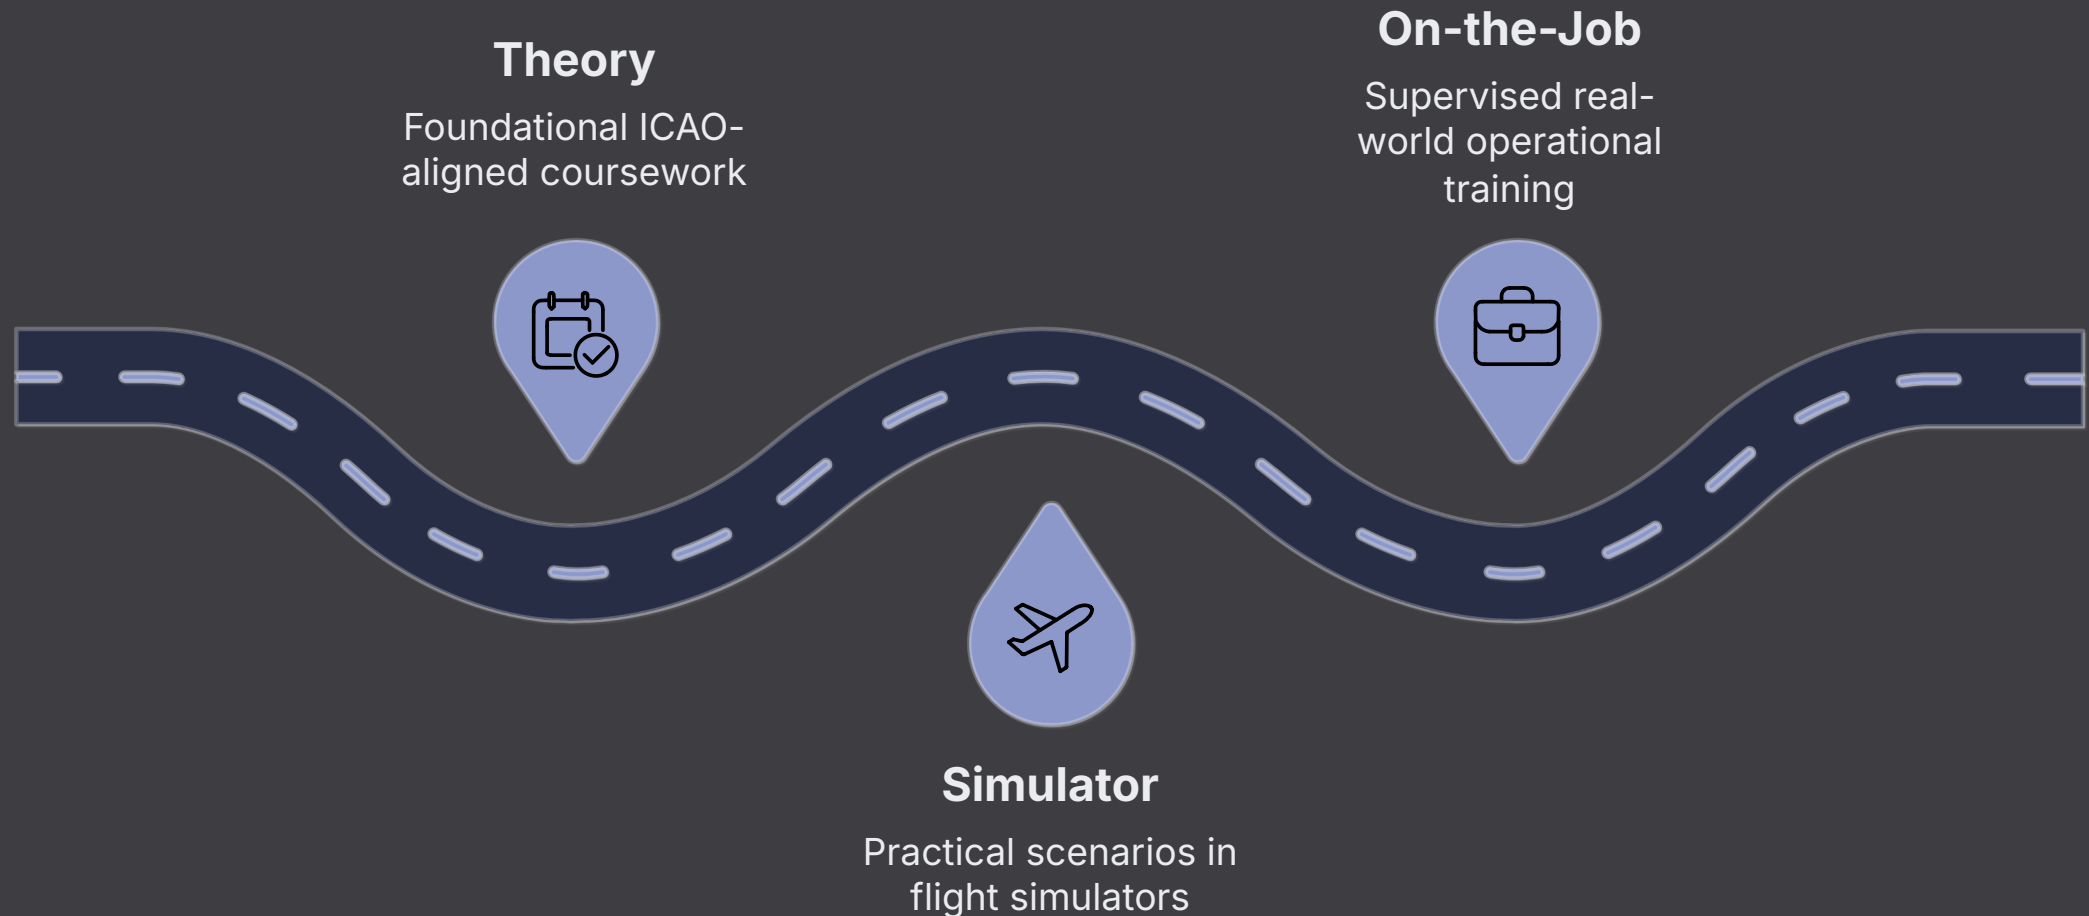 Theory
Foundational ICAO-
aligned coursework
On-the-Job
Supervised real-
world operational
training
Simulator
Practical scenarios in
flight simulators